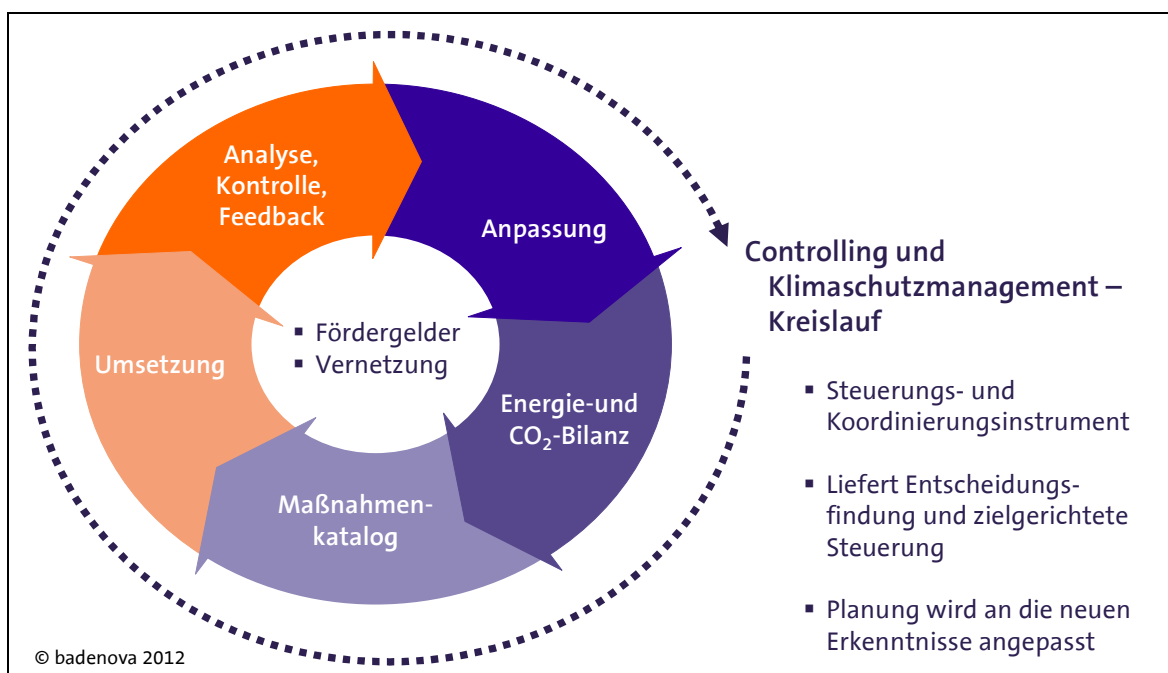 Analyse,
Kontrolle,
Feedback
Anpassung
Energie-und
CO₂-Bilanz
Maßnahmen-
katalog
Umsetzung
▪ Fördergelder
▪ Vernetzung
Controlling und
Klimaschutzmanagement –
Kreislauf
▪ Steuerungs- und
Koordinierungsinstrument
▪ Liefert Entscheidungs-
findung und zielgerichtete
Steuerung
▪ Planung wird an die neuen
Erkenntnisse angepasst
© badenova 2012